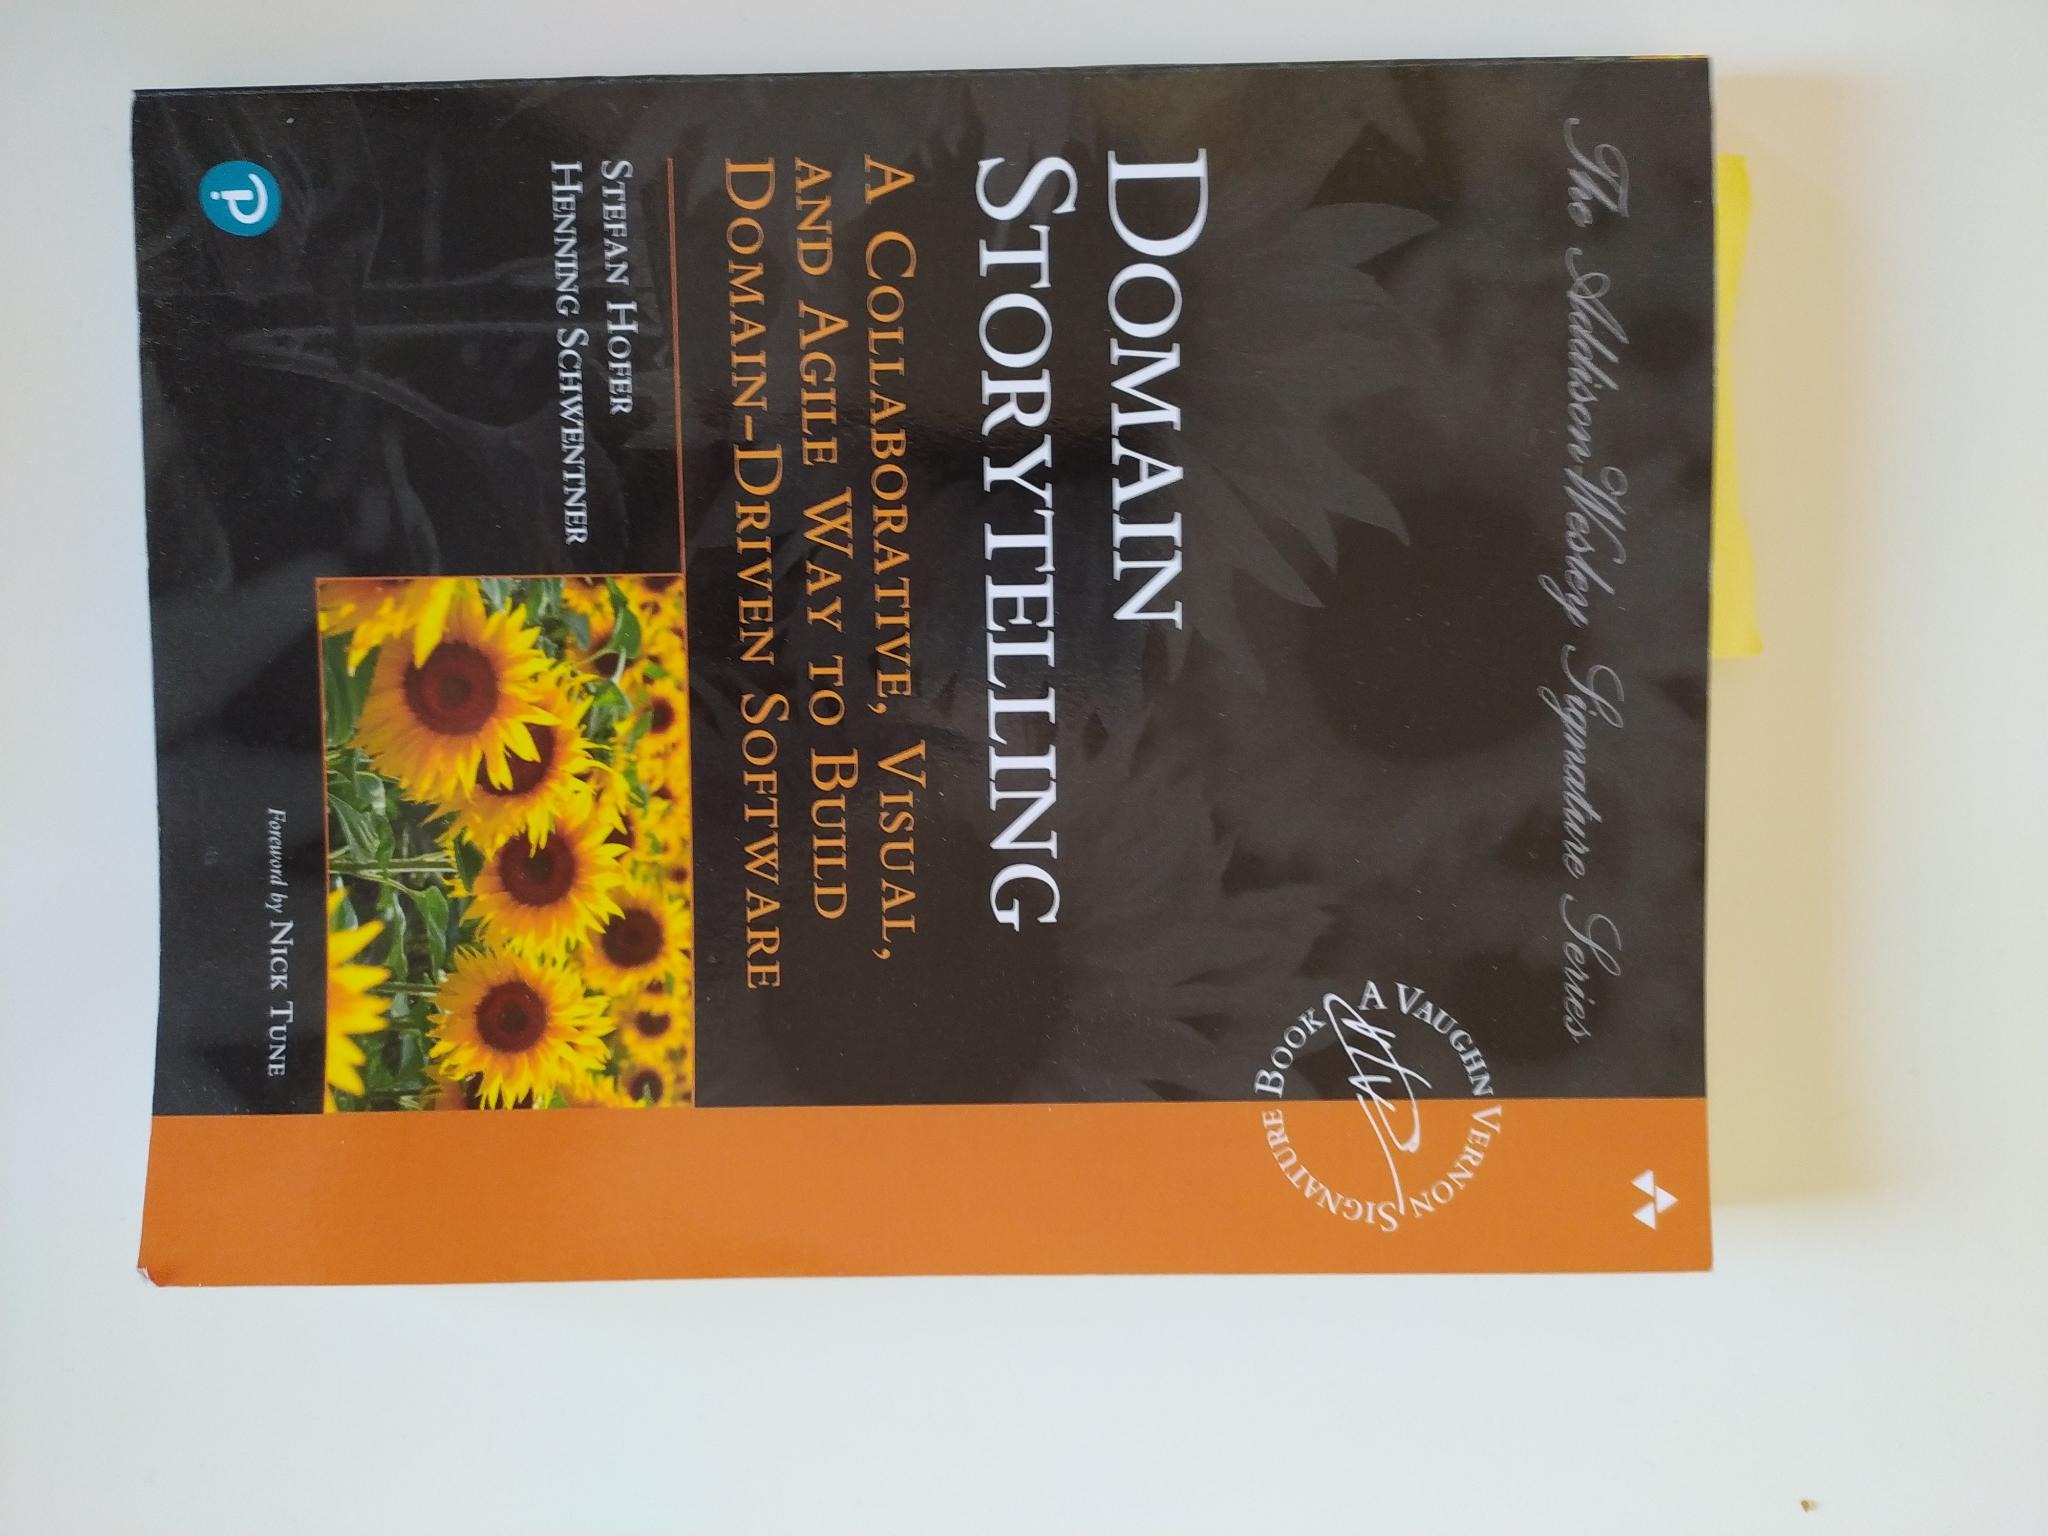 The Addison-Wesley Signature Series
A VAUGHN VERNON SIGNATURE BOOK
DOMAIN
STORYTELLING
A COLLABORATIVE, VISUAL,
AND AGILE WAY TO BUILD
DOMAIN-DRIVEN SOFTWARE
STEFAN HOFER
HENNING SCHWENTNER
Foreword by NICK TUNE